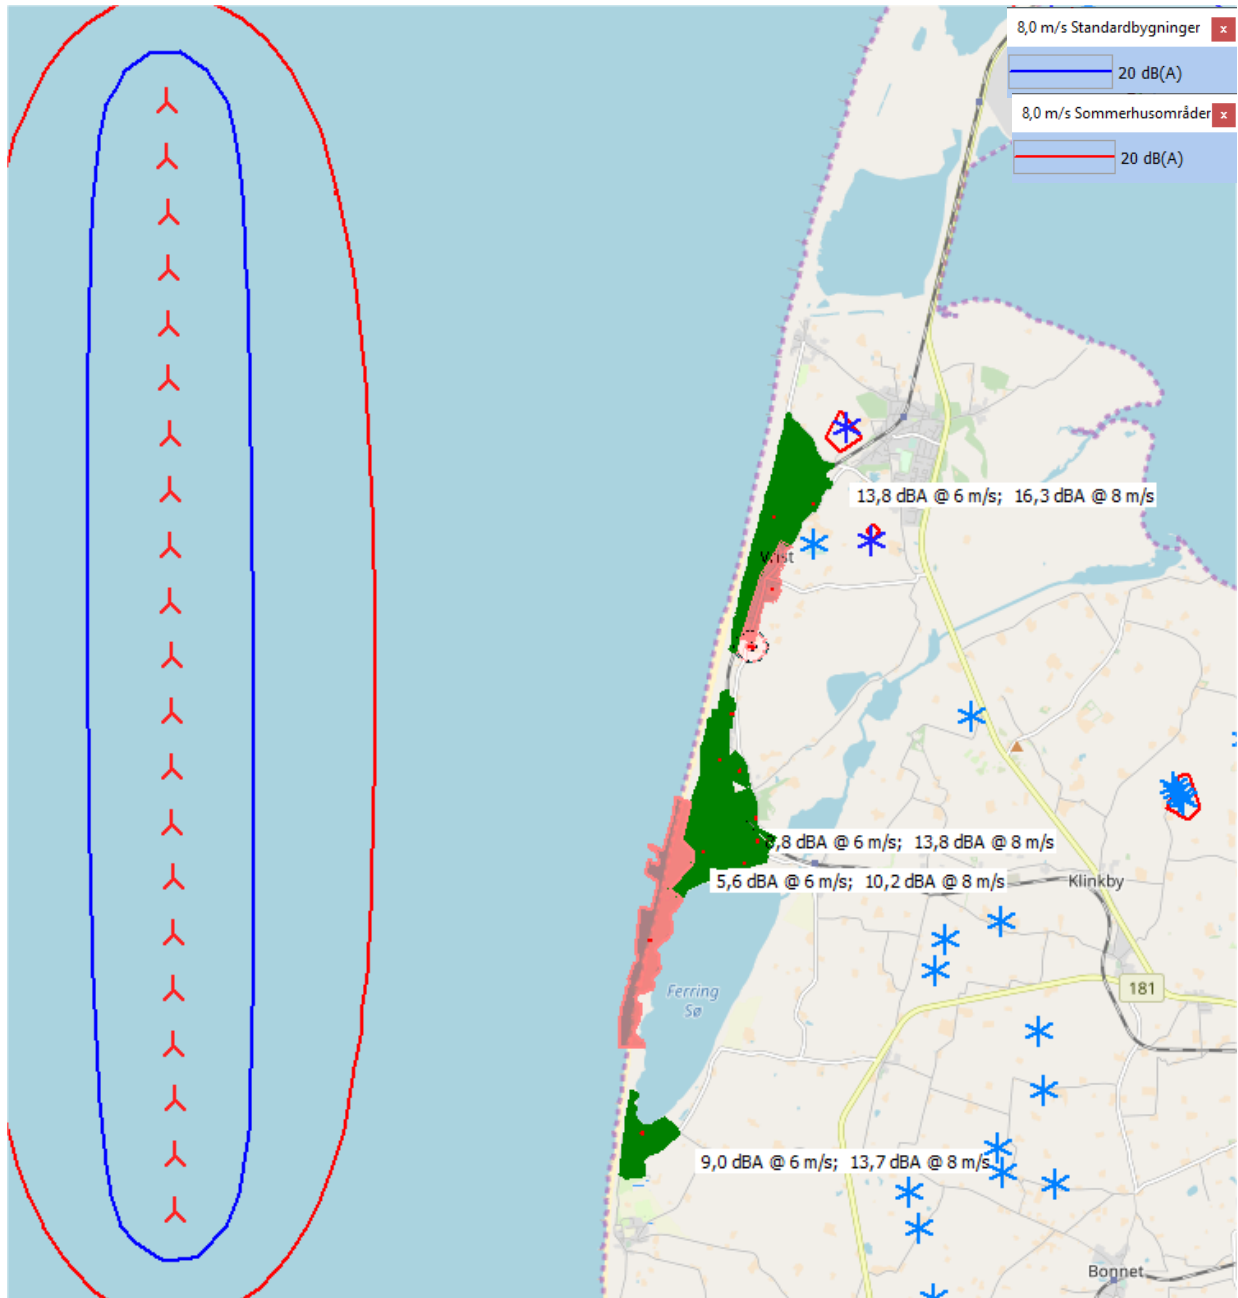 8,0 m/s Standardbygninger x
20 dB(A)
8,0 m/s Sommerhusområder x
20 dB(A)
13,8 dBA @ 6 m/s; 16,3 dBA @ 8 m/s
Vrist
,8 dBA @ 6 m/s; 13,8 dBA @ 8 m/s
5,6 dBA @ 6 m/s; 10,2 dBA @ 8 m/s
Klinkby
Ferring
Sø
181
9,0 dBA @ 6 m/s; 13,7 dBA @ 8 m/s
Bonnet